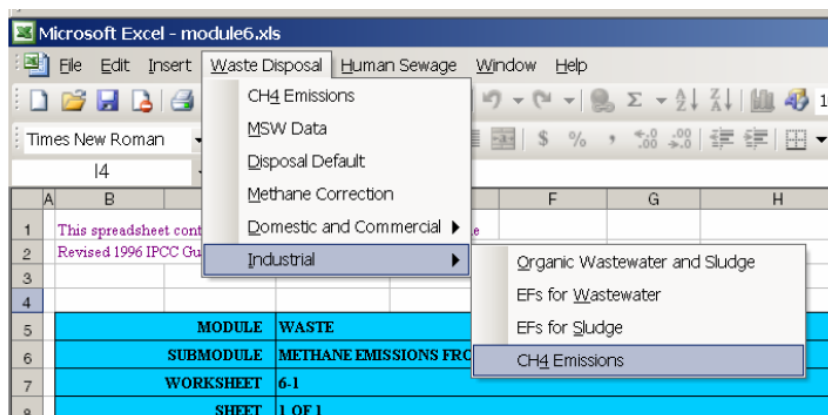 Microsoft Excel - module6.xls
File Edit Insert Waste Disposal Human Sewage Window Help
CH4 Emissions
MSW Data
Disposal Default
Methane Correction
Domestic and Commercial
Industrial
Organic Wastewater and Sludge
EFs for Wastewater
EFs for Sludge
CH4 Emissions
Times New Roman
$ % ,
I4
A B F G H
1 This spreadsheet cont
2 Revised 1996 IPCC Gu
3
4
5 MODULE WASTE
6 SUBMODULE METHANE EMISSIONS FRO
7 WORKSHEET 6-1
8 SHEET 1 OF 1